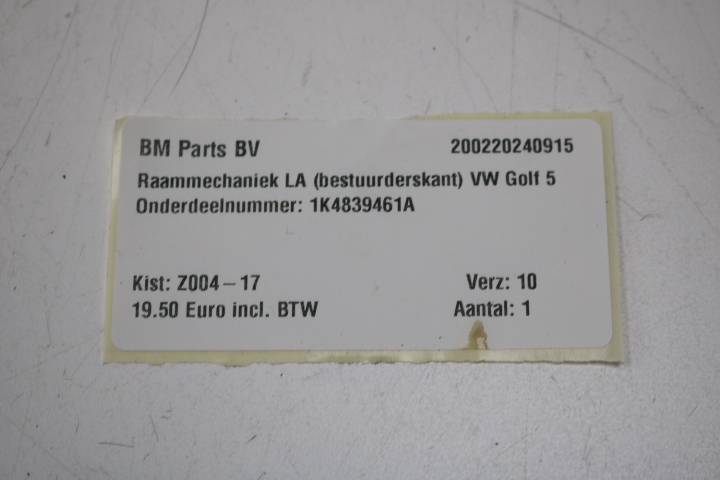 BM Parts BV 200220240915
Raammechaniek LA (bestuurderskant) VW Golf 5
Onderdeelnummer: 1K4839461A
Kist: Z004-17 Verz: 10
19.50 Euro incl. BTW Aantal: 1